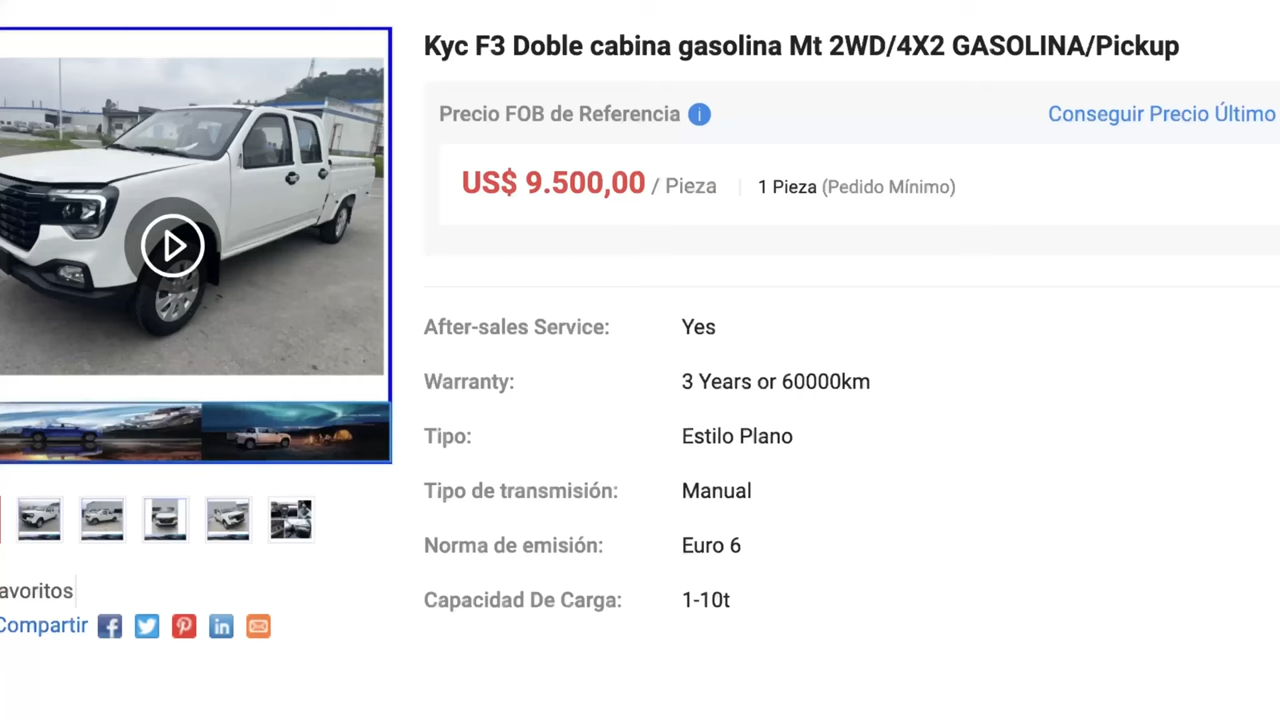 Kyc F3 Doble cabina gasolina Mt 2WD/4X2 GASOLINA/Pickup
Precio FOB de Referencia i Conseguir Precio Último
US$ 9.500,00 / Pieza 1 Pieza (Pedido Mínimo)
After-sales Service: Yes
Warranty: 3 Years or 60000km
Tipo: Estilo Plano
Tipo de transmisión: Manual
Norma de emisión: Euro 6
Capacidad De Carga: 1-10t
avoritos
Compartir